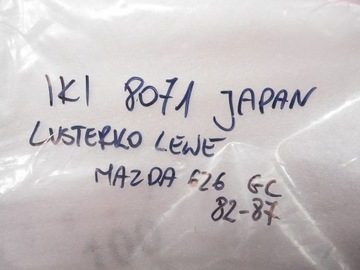 IKI 8071 JAPAN
LUSTERKO LEWE
MAZDA 626 GC
82-87